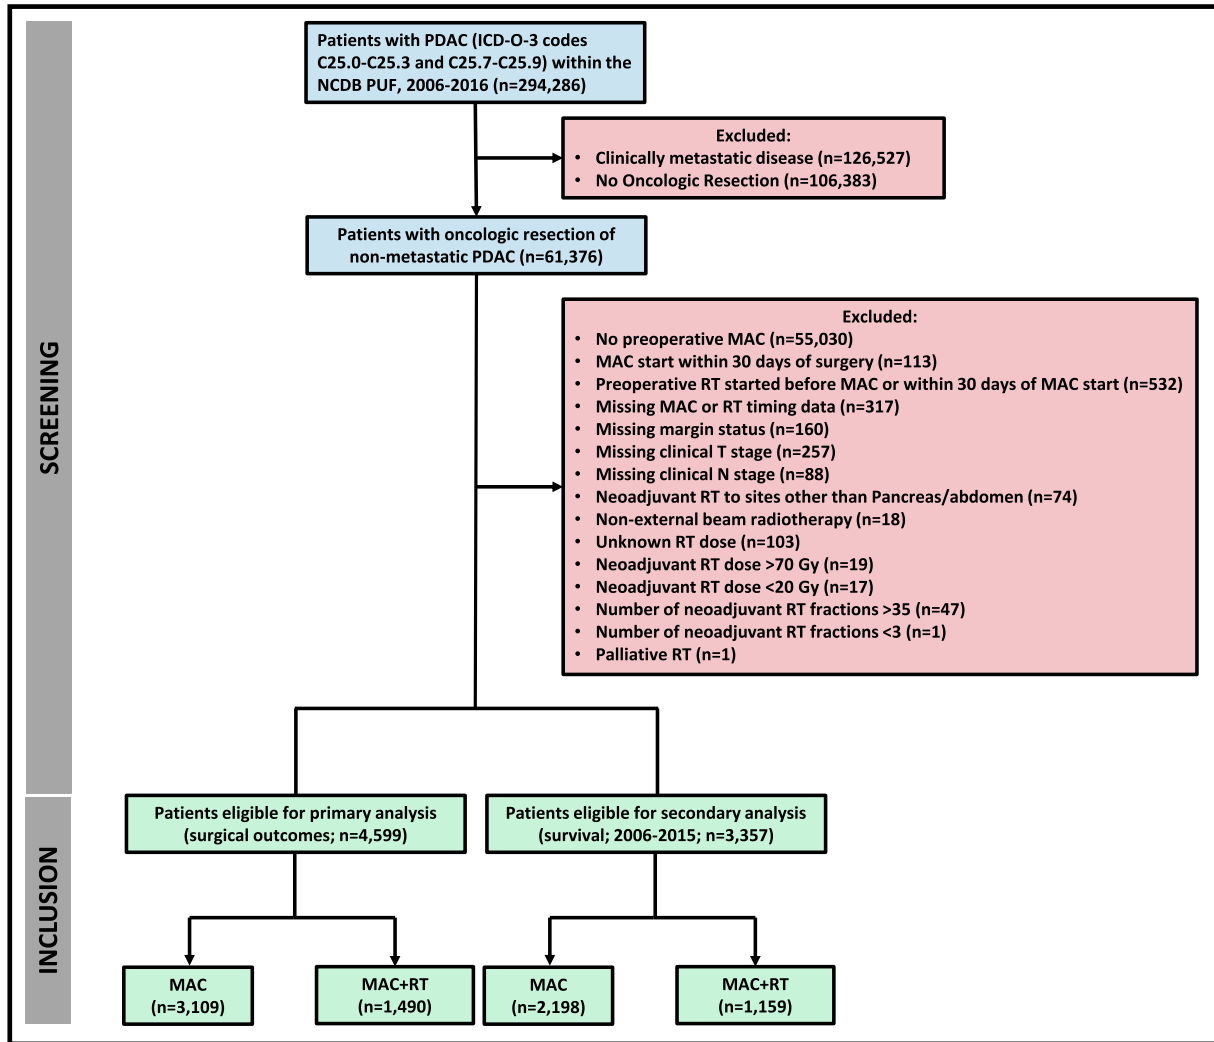 Patients with PDAC (ICD-O-3 codes
C25.0-C25.3 and C25.7-C25.9) within the
NCDB PUF, 2006-2016 (n=294,286)
Excluded:
• Clinically metastatic disease (n=126,527)
• No Oncologic Resection (n=106,383)
Patients with oncologic resection of
non-metastatic PDAC (n=61,376)
SCREENING
Excluded:
• No preoperative MAC (n=55,030)
• MAC start within 30 days of surgery (n=113)
• Preoperative RT started before MAC or within 30 days of MAC start (n=532)
• Missing MAC or RT timing data (n=317)
• Missing margin status (n=160)
• Missing clinical T stage (n=257)
• Missing clinical N stage (n=88)
• Neoadjuvant RT to sites other than Pancreas/abdomen (n=74)
• Non-external beam radiotherapy (n=18)
• Unknown RT dose (n=103)
• Neoadjuvant RT dose >70 Gy (n=19)
• Neoadjuvant RT dose <20 Gy (n=17)
• Number of neoadjuvant RT fractions >35 (n=47)
• Number of neoadjuvant RT fractions <3 (n=1)
• Palliative RT (n=1)
INCLUSION
Patients eligible for primary analysis
(surgical outcomes; n=4,599)
Patients eligible for secondary analysis
(survival; 2006-2015; n=3,357)
MAC
(n=3,109)
MAC+RT
(n=1,490)
MAC
(n=2,198)
MAC+RT
(n=1,159)